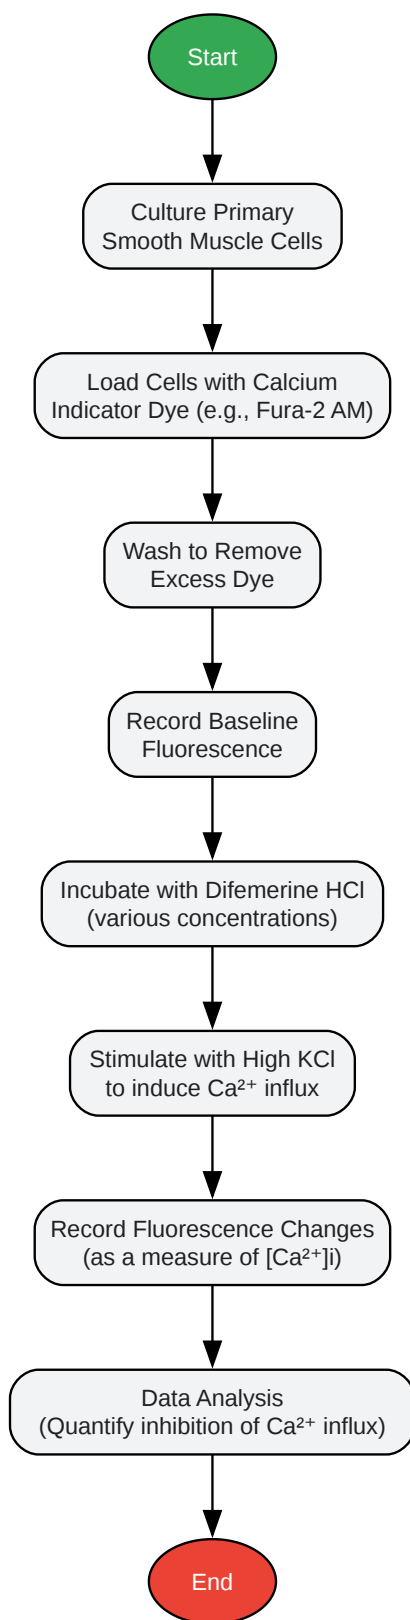 Start
Culture Primary
Smooth Muscle Cells
Load Cells with Calcium
Indicator Dye (e.g., Fura-2 AM)
Wash to Remove
Excess Dye
Record Baseline
Fluorescence
Incubate with Difemerine HCl
(various concentrations)
Stimulate with High KCl
to induce Ca²⁺ influx
Record Fluorescence Changes
(as a measure of [Ca²⁺]i)
Data Analysis
(Quantify inhibition of Ca²⁺ influx)
End